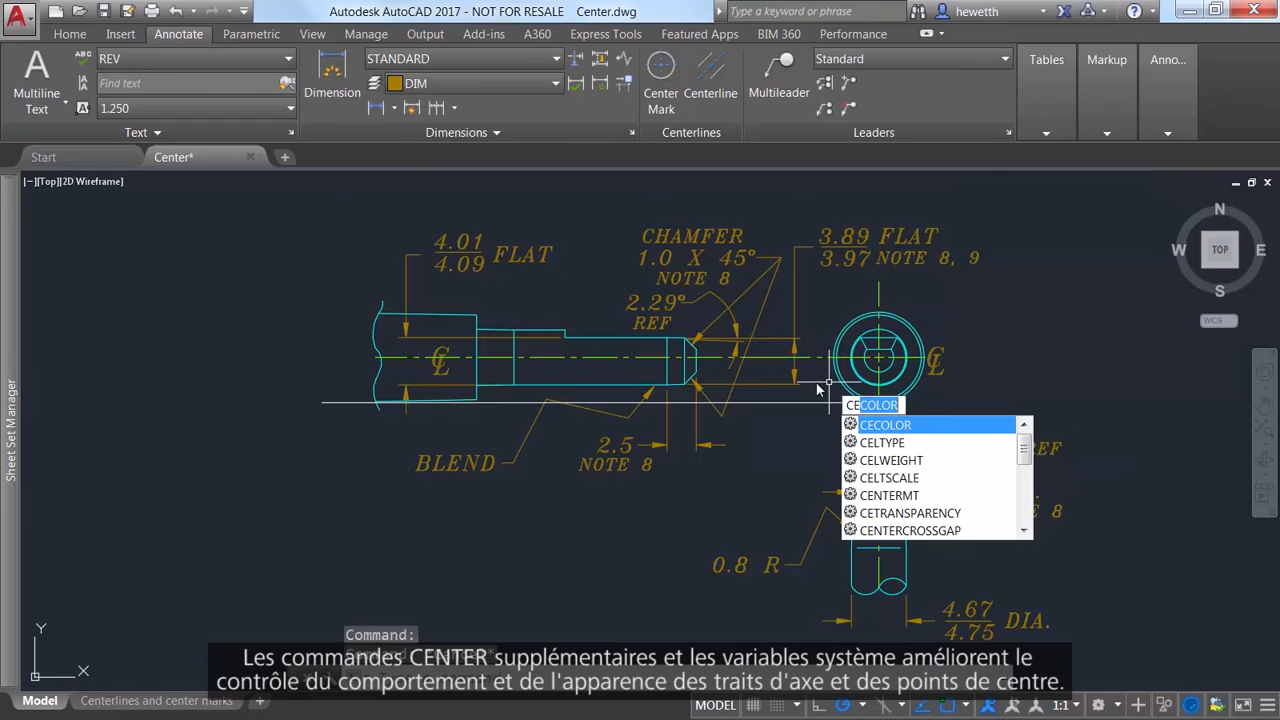 Autodesk AutoCAD 2017 - NOT FOR RESALE Center.dwg
Type a keyword or phrase
hewetth
Home Insert Annotate Parametric View Manage Output Add-ins A360 Express Tools Featured Apps BIM 360 Performance
Multiline
Text
REV
Find text
1.250
Text
Dimension
STANDARD
DIM
Dimensions
Center
Mark
Centerline
Centerlines
Multileader
Standard
Leaders
Tables
Markup
Anno...
Start
Center*
[−][Top][2D Wireframe]
Sheet Set Manager
N
W TOP E
S
WCS
4.01
4.09 FLAT
CHAMFER
1.0 X 45°
NOTE 8
2.29°
REF
3.89 FLAT
3.97 NOTE 8, 9
BLEND
2.5
NOTE 8
0.8 R
4.67
4.75 DIA.
CECOLOR
CECOLOR
CELTYPE
CELWEIGHT
CELTSCALE
CENTERMT
CETRANSPARENCY
CENTERCROSSGAP
Y
X
Command:
Les commandes CENTER supplémentaires et les variables système améliorent le
contrôle du comportement et de l'apparence des traits d'axe et des points de centre.
Model
Centerlines and center marks
MODEL
1:1